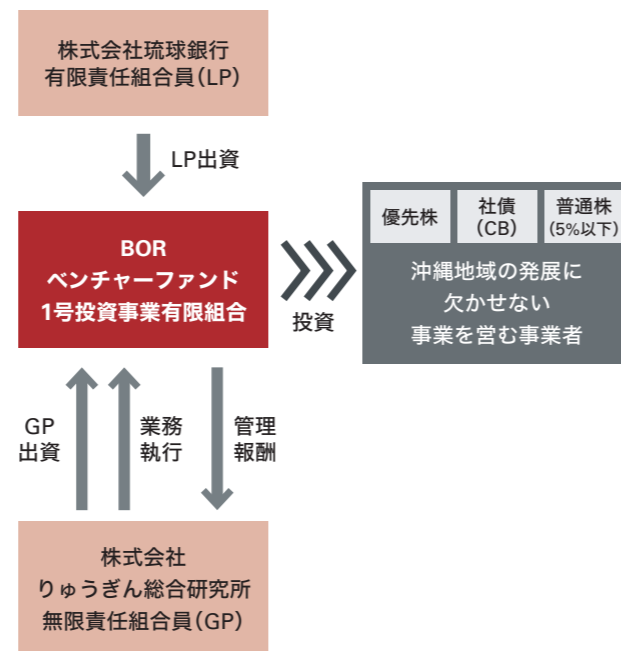 株式会社琉球銀行
有限責任組合員(LP)
LP出資
BOR
ベンチャーファンド
1号投資事業有限組合
投資
優先株
社債
(CB)
普通株
(5%以下)
沖縄地域の発展に
欠かせない
事業を営む事業者
GP
出資
業務
執行
管理
報酬
株式会社
りゅうぎん総合研究所
無限責任組合員(GP)